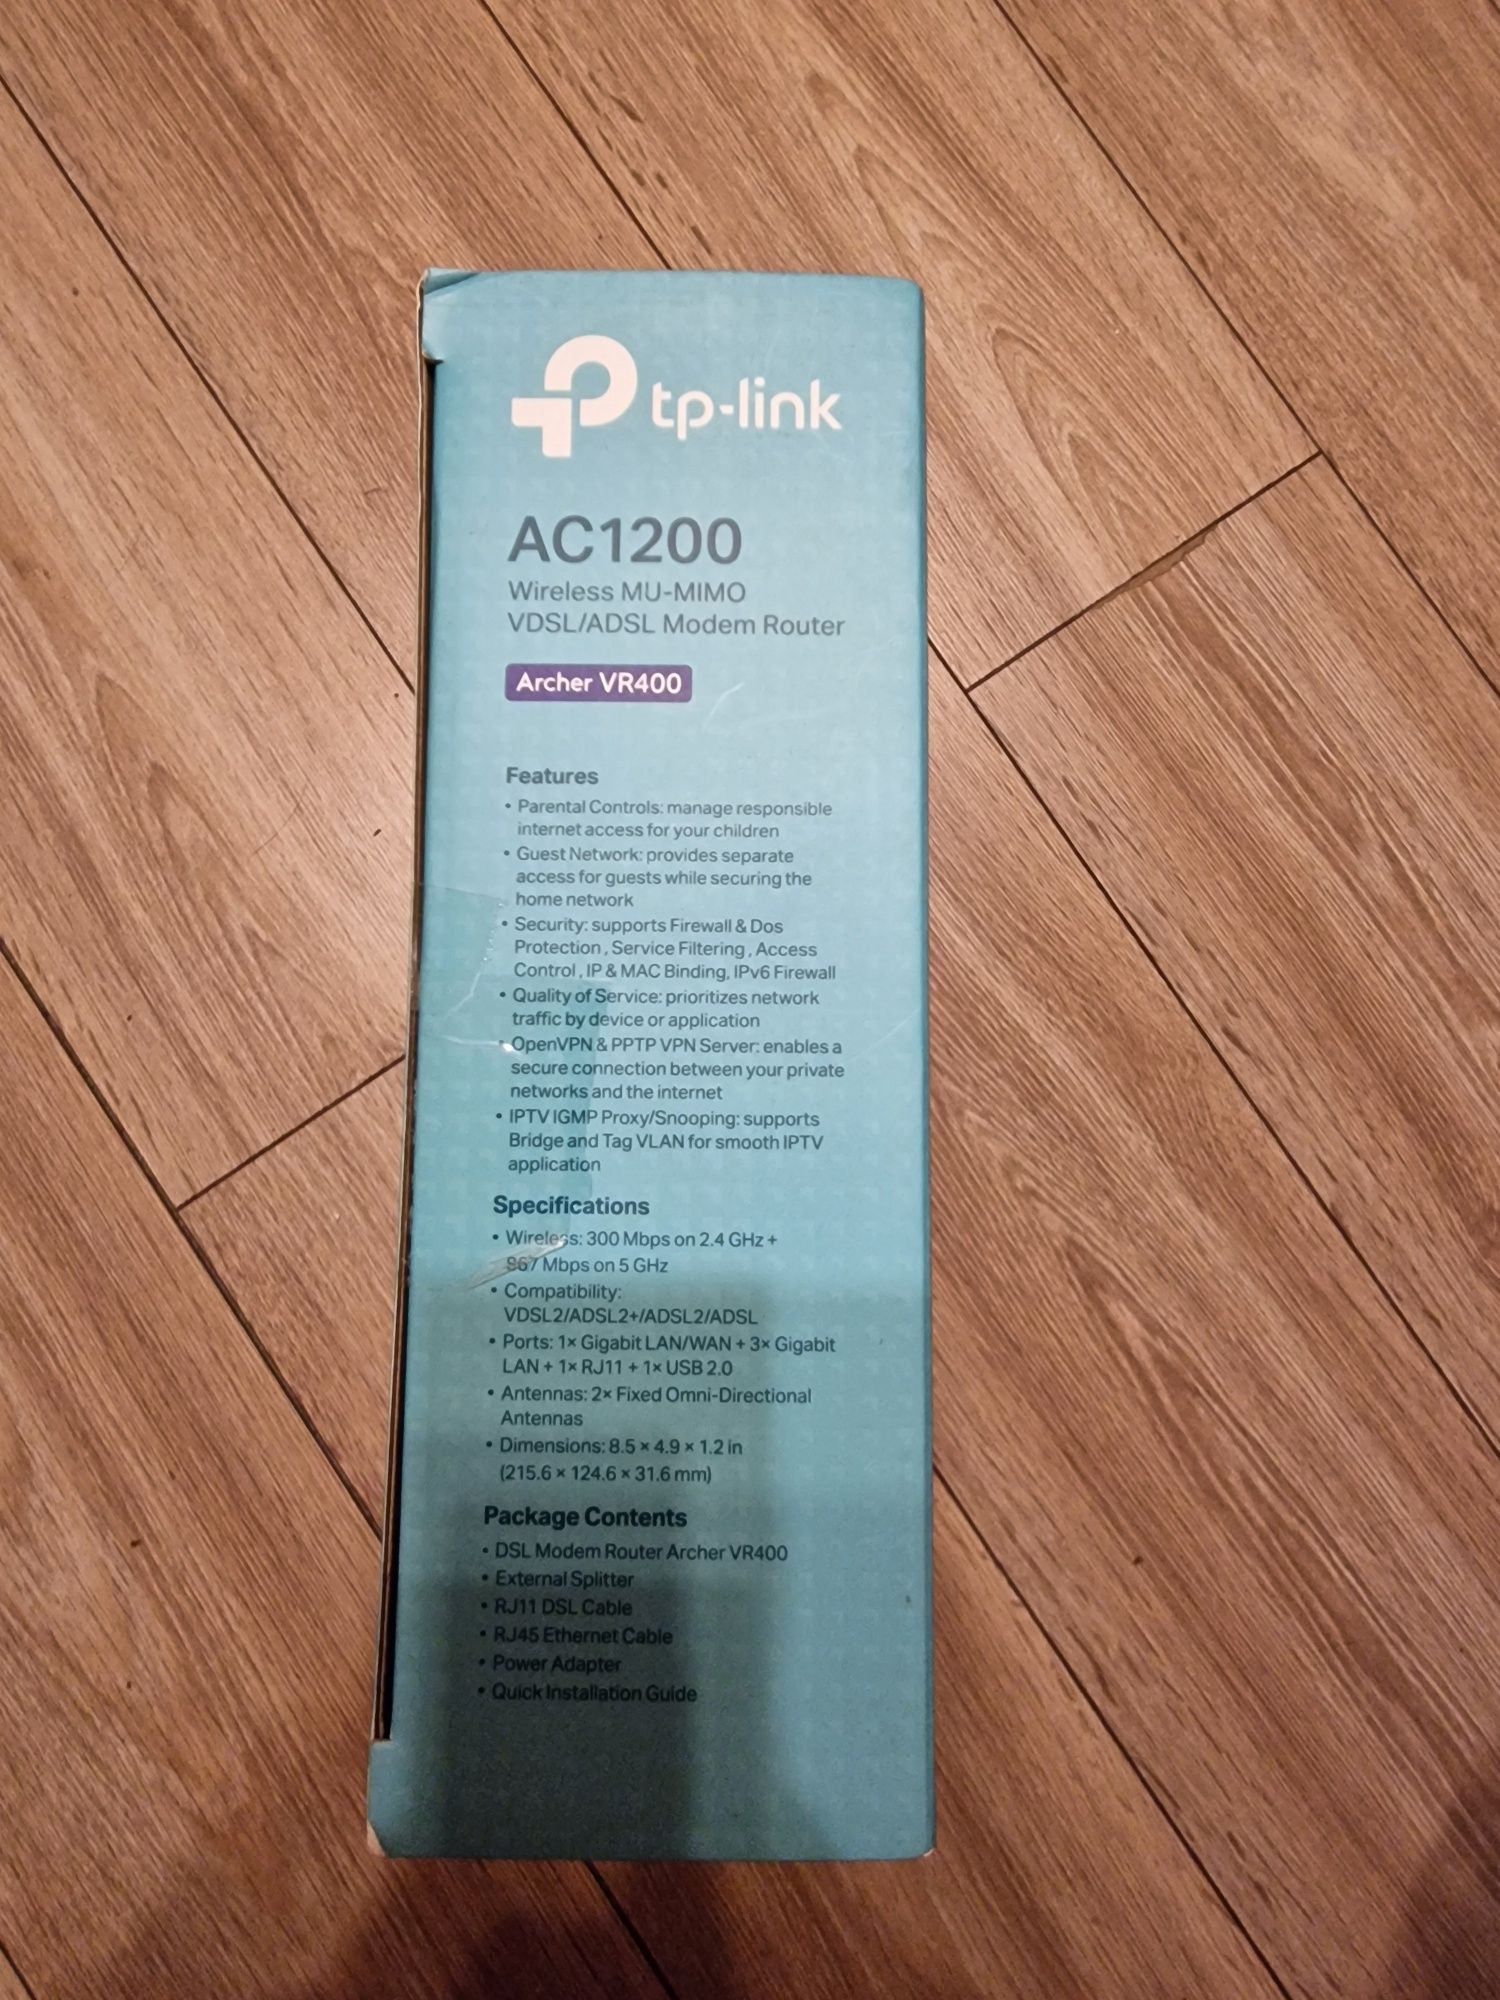 tp-link
AC1200
Wireless MU-MIMO
VDSL/ADSL Modem Router
Archer VR400
Features
• Parental Controls: manage responsible
internet access for your children
• Guest Network: provides separate
access for guests while securing the
home network
• Security: supports Firewall & Dos
Protection , Service Filtering , Access
Control , IP & MAC Binding, IPv6 Firewall
• Quality of Service: prioritizes network
traffic by device or application
• OpenVPN & PPTP VPN Server: enables a
secure connection between your private
networks and the internet
• IPTV IGMP Proxy/Snooping: supports
Bridge and Tag VLAN for smooth IPTV
application
Specifications
• Wireless: 300 Mbps on 2.4 GHz +
867 Mbps on 5 GHz
• Compatibility:
VDSL2/ADSL2+/ADSL2/ADSL
• Ports: 1× Gigabit LAN/WAN + 3× Gigabit
LAN + 1× RJ11 + 1× USB 2.0
• Antennas: 2× Fixed Omni-Directional
Antennas
• Dimensions: 8.5 × 4.9 × 1.2 in
(215.6 × 124.6 × 31.6 mm)
Package Contents
• DSL Modem Router Archer VR400
• External Splitter
• RJ11 DSL Cable
• RJ45 Ethernet Cable
• Power Adapter
• Quick Installation Guide